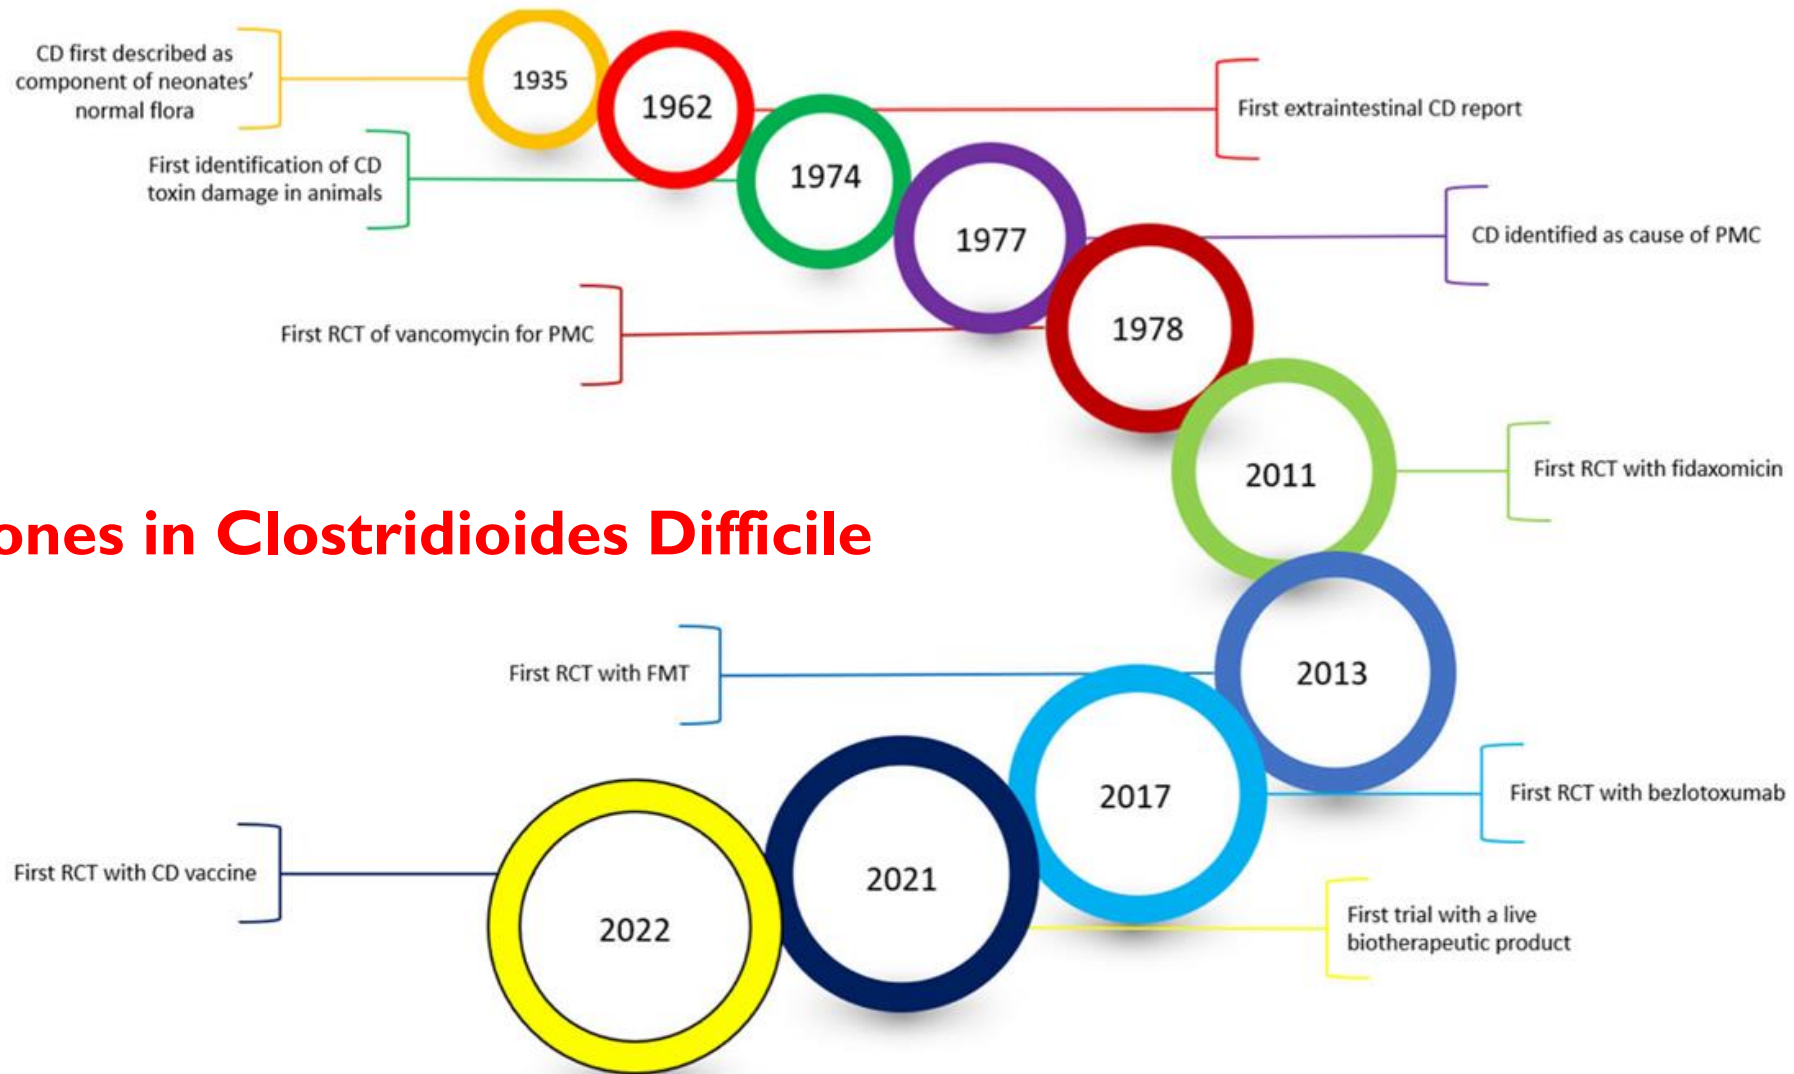 CD first described as
component of neonates'
normal flora
1935
1962
First extraintestinal CD report
First identification of CD
toxin damage in animals
1974
1977
CD identified as cause of PMC
First RCT of vancomycin for PMC
1978
2011
First RCT with fidaxomicin
ones in Clostridioides Difficile
First RCT with FMT
2013
2017
First RCT with bezlotoxumab
First RCT with CD vaccine
2021
2022
First trial with a live
biotherapeutic product